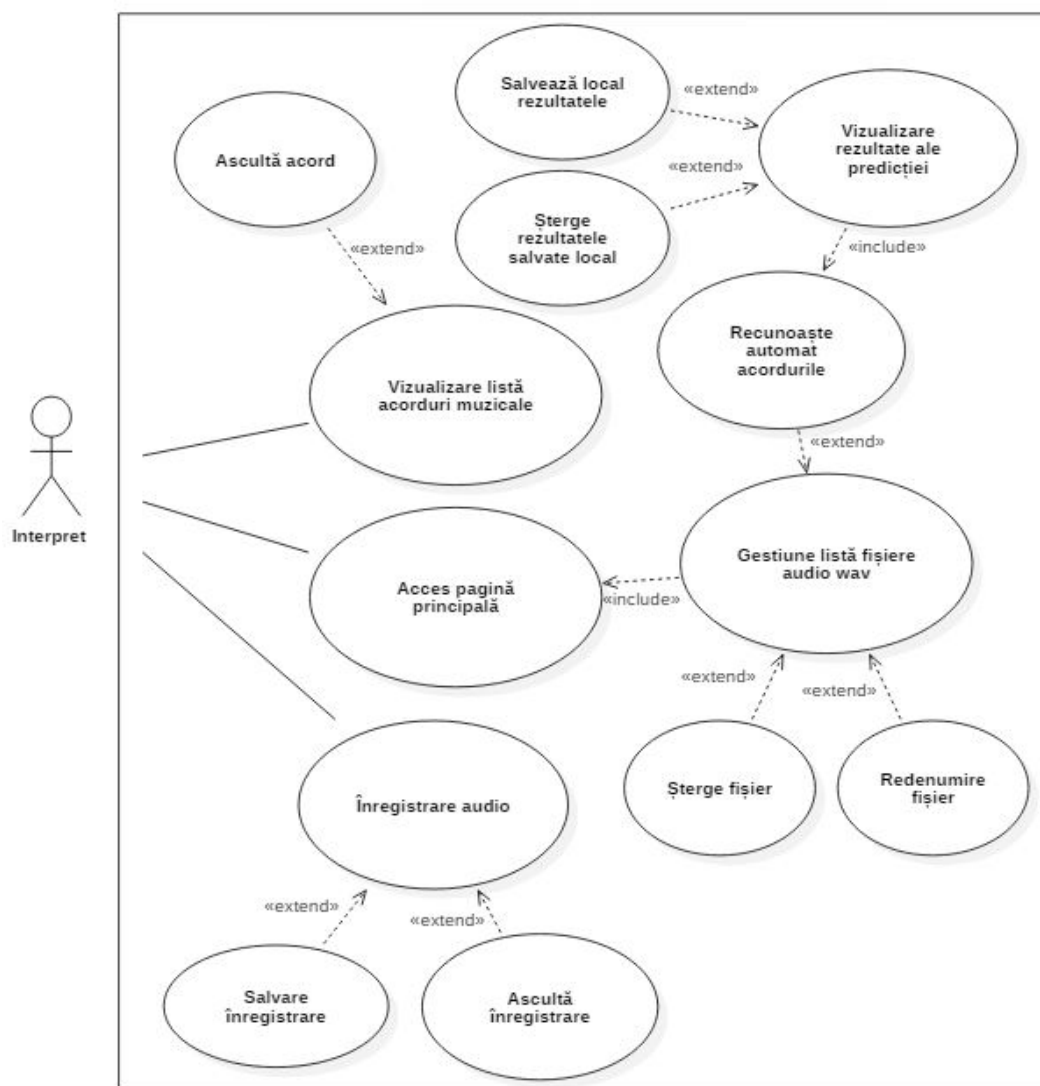 Salvează local
rezultatele
«extend»
Vizualizare
rezultate ale
predicției
Ascultă acord
«extend»
Șterge
rezultatele
salvate local
«extend»
«include»
Recunoaște
automat
acordurile
Vizualizare listă
acorduri muzicale
«extend»
Interpret
Gestiune listă fișiere
audio wav
Acces pagină
principală
«include»
«extend»
«extend»
Șterge fișier
Redenumire
fișier
Înregistrare audio
«extend»
«extend»
Salvare
înregistrare
Ascultă
înregistrare